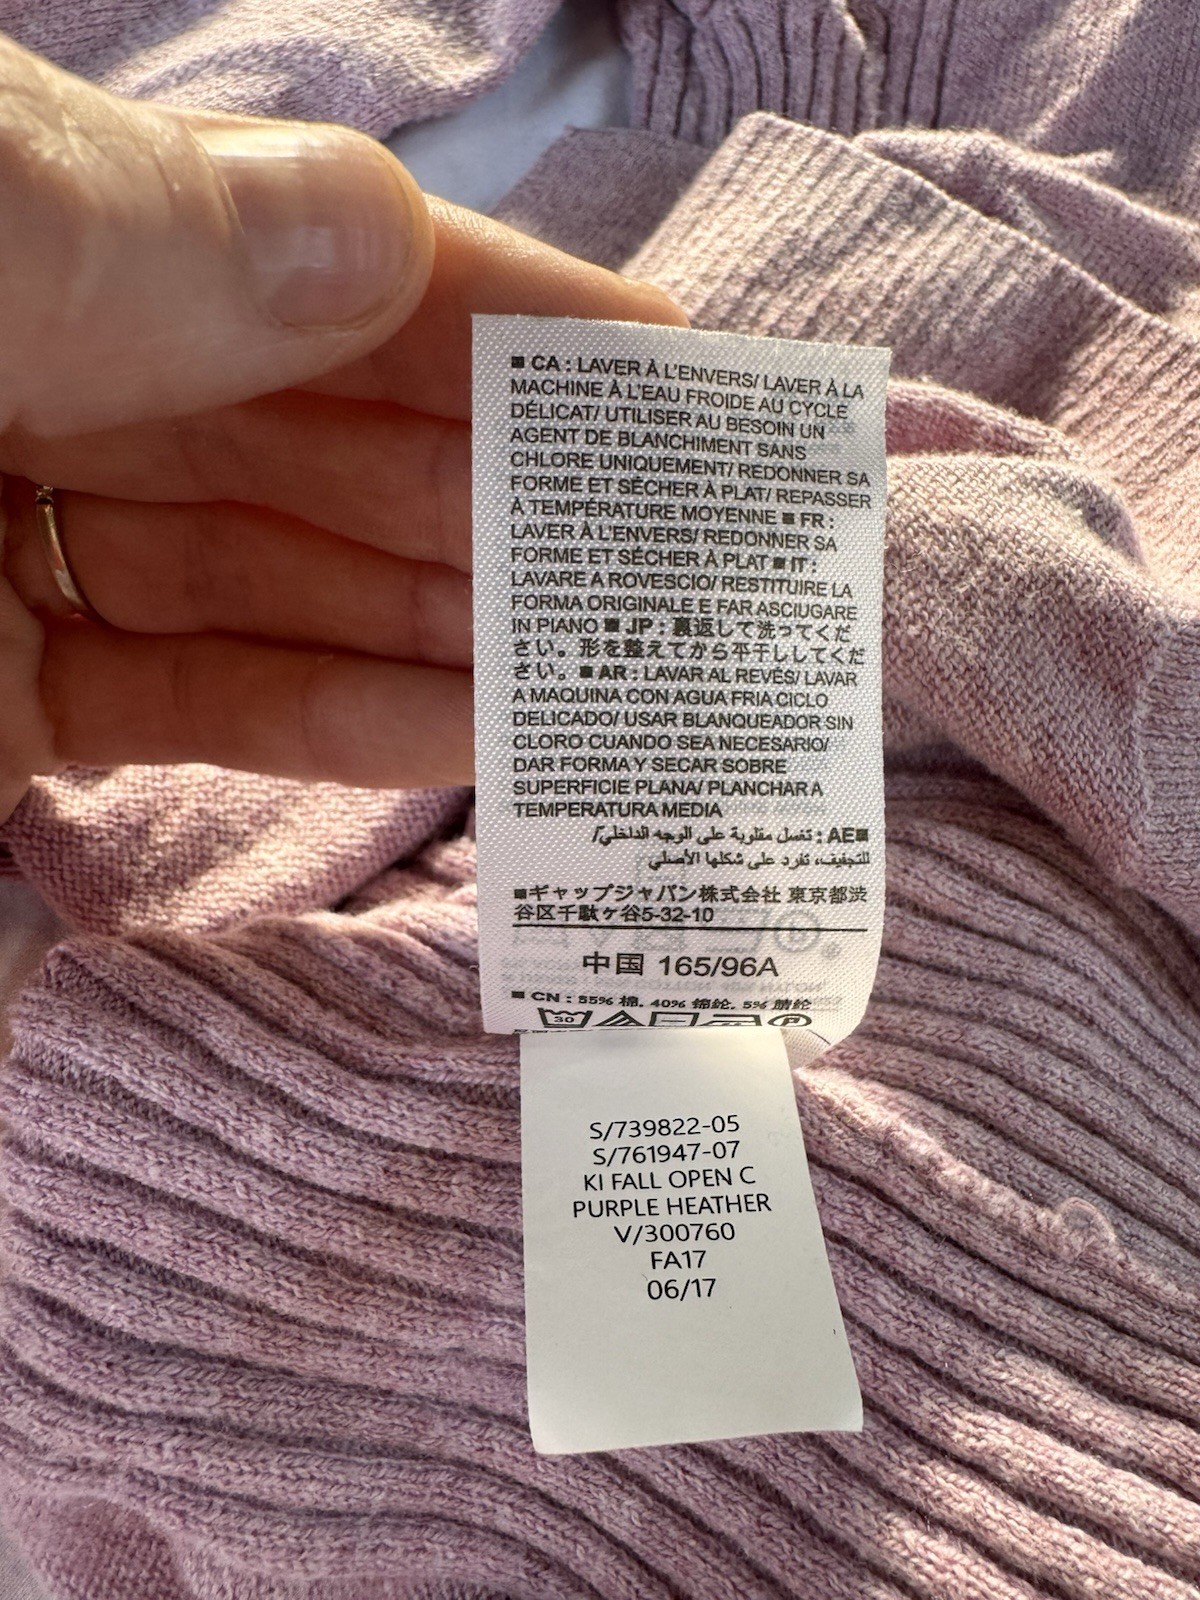 ■ CA : LAVER À L'ENVERS/ LAVER À LA
MACHINE À L'EAU FROIDE AU CYCLE
DÉLICAT/ UTILISER AU BESOIN UN
AGENT DE BLANCHIMENT SANS
CHLORE UNIQUEMENT/ REDONNER SA
FORME ET SÉCHER À PLAT/ REPASSER
À TEMPÉRATURE MOYENNE ■ FR :
LAVER À L'ENVERS/ REDONNER SA
FORME ET SÉCHER À PLAT ■ IT :
LAVARE A ROVESCIO/ RESTITUIRE LA
FORMA ORIGINALE E FAR ASCIUGARE
IN PIANO ■ JP : 裏返して洗ってくだ
さい。形を整えてから平干ししてくだ
さい。■ AR : LAVAR AL REVÉS/ LAVAR
A MAQUINA CON AGUA FRIA CICLO
DELICADO/ USAR BLANQUEADOR SIN
CLORO CUANDO SEA NECESARIO/
DAR FORMA Y SECAR SOBRE
SUPERFICIE PLANA/ PLANCHAR A
TEMPERATURA MEDIA
■AE : تغسل مقلوبة على الوجه الداخلي/
للتجفيف، تفرد على شكلها الأصلي
■ギャップジャパン株式会社 東京都渋
谷区千駄ヶ谷5-32-10
中国 165/96A
■ CN : 55% 棉, 40% 锦纶, 5% 腈纶
30 P
S/739822-05
S/761947-07
KI FALL OPEN C
PURPLE HEATHER
V/300760
FA17
06/17